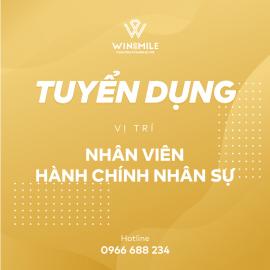 WINSMILE
TUYỂN DỤNG
VỊ TRÍ
NHÂN VIÊN
HÀNH CHÍNH NHÂN SỰ
Hotline
0966 688 234